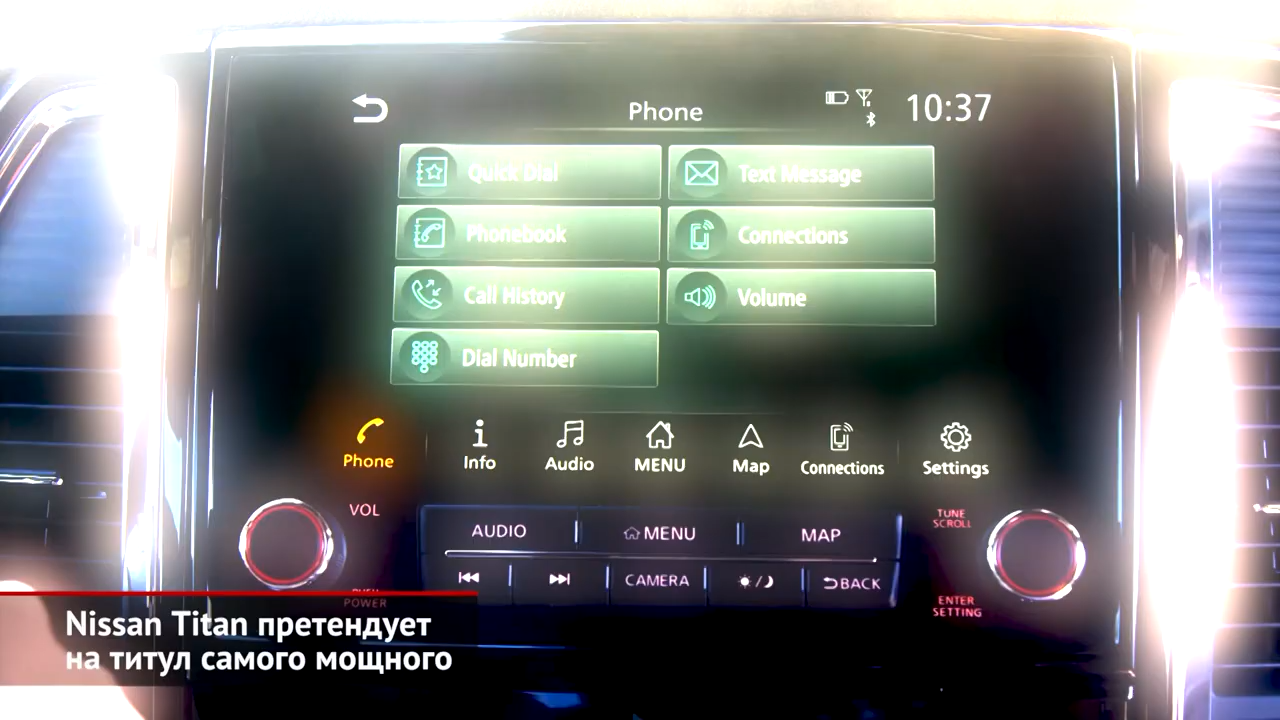 Phone
10:37
Quick Dial
Text Message
Phonebook
Connections
Call History
Volume
Dial Number
Phone
Info
Audio
MENU
Map
Connections
Settings
VOL
AUDIO
MENU
MAP
TUNE
SCROLL
CAMERA
BACK
PUSH
POWER
ENTER
SETTING
Nissan Titan претендует
на титул самого мощного